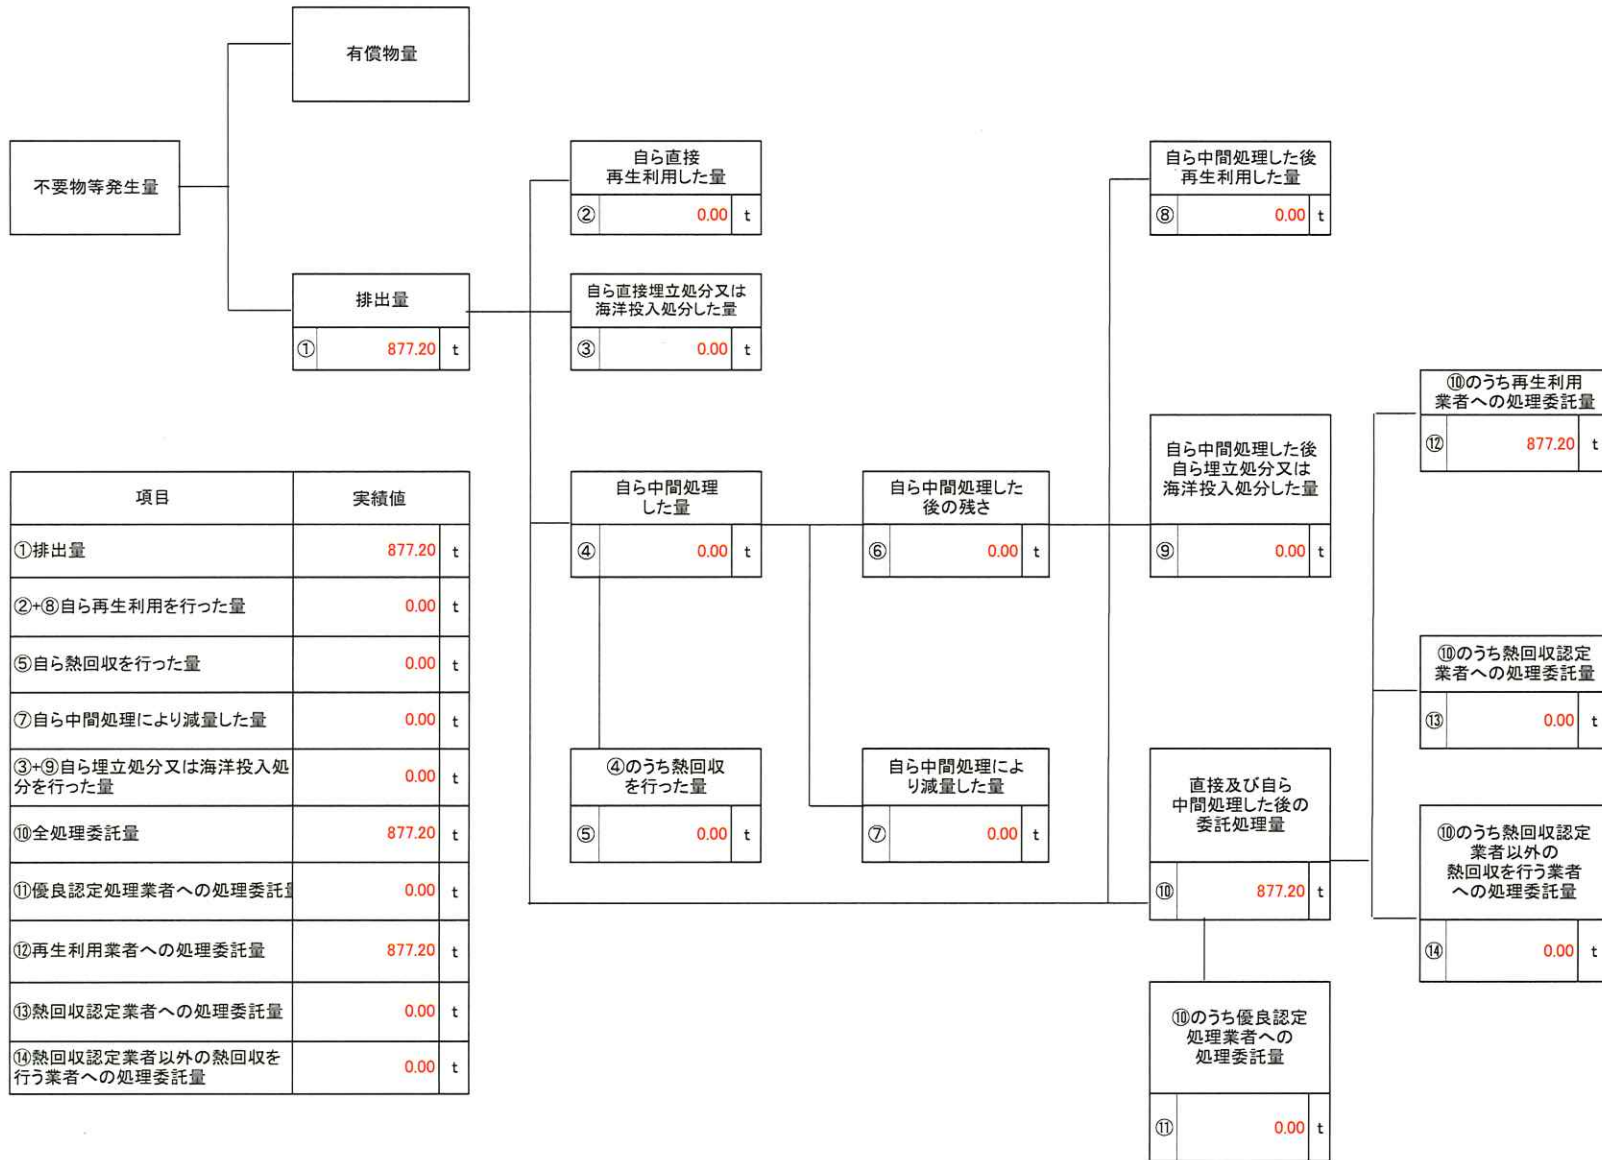 有償物量
不要物等発生量
排出量
① 877.20 t
自ら直接
再生利用した量
② 0.00 t
自ら直接埋立処分又は
海洋投入処分した量
③ 0.00 t
自ら中間処理
した量
④ 0.00 t
④のうち熱回収
を行った量
⑤ 0.00 t
自ら中間処理した
後の残さ
⑥ 0.00 t
自ら中間処理によ
り減量した量
⑦ 0.00 t
自ら中間処理した後
再生利用した量
⑧ 0.00 t
自ら中間処理した後
自ら埋立処分又は
海洋投入処分した量
⑨ 0.00 t
直接及び自ら
中間処理した後の
委託処理量
⑩ 877.20 t
⑩のうち優良認定
処理業者への
処理委託量
⑪ 0.00 t
⑩のうち再生利用
業者への処理委託量
⑫ 877.20 t
⑩のうち熱回収認定
業者への処理委託量
⑬ 0.00 t
⑩のうち熱回収認定
業者以外の
熱回収を行う業者
への処理委託量
⑭ 0.00 t
項目 実績値
①排出量 877.20 t
②+⑧自ら再生利用を行った量 0.00 t
⑤自ら熱回収を行った量 0.00 t
⑦自ら中間処理により減量した量 0.00 t
③+⑨自ら埋立処分又は海洋投入処
分を行った量 0.00 t
⑩全処理委託量 877.20 t
⑪優良認定処理業者への処理委託量 0.00 t
⑫再生利用業者への処理委託量 877.20 t
⑬熱回収認定業者への処理委託量 0.00 t
⑭熱回収認定業者以外の熱回収を
行う業者への処理委託量 0.00 t